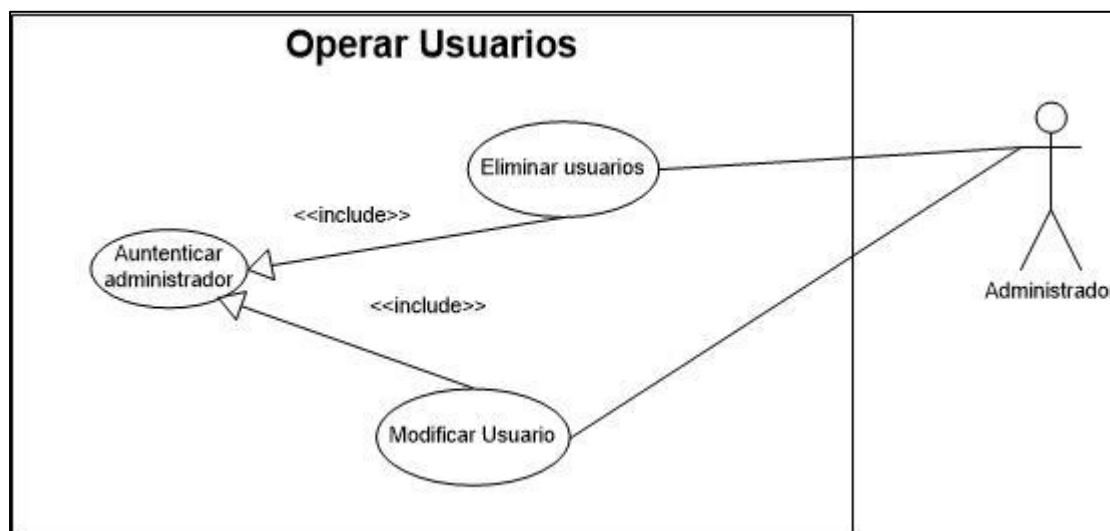 Operar Usuarios
Eliminar usuarios
<<include>>
Auntenticar
administrador
<<include>>
Administrador
Modificar Usuario